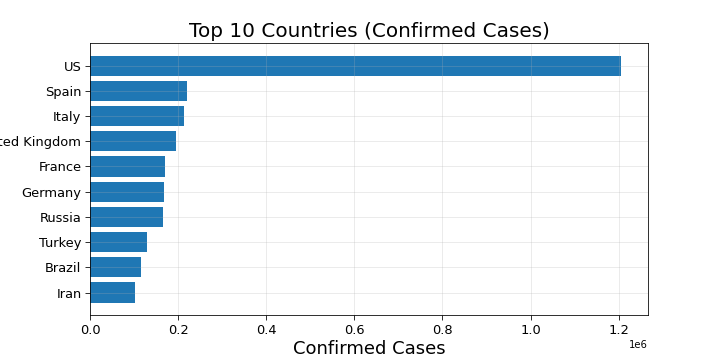 Top 10 Countries (Confirmed Cases)
US
Spain
Italy
ted Kingdom
France
Germany
Russia
Turkey
Brazil
Iran
0.0 0.2 0.4 0.6 0.8 1.0 1.2
1e6
Confirmed Cases